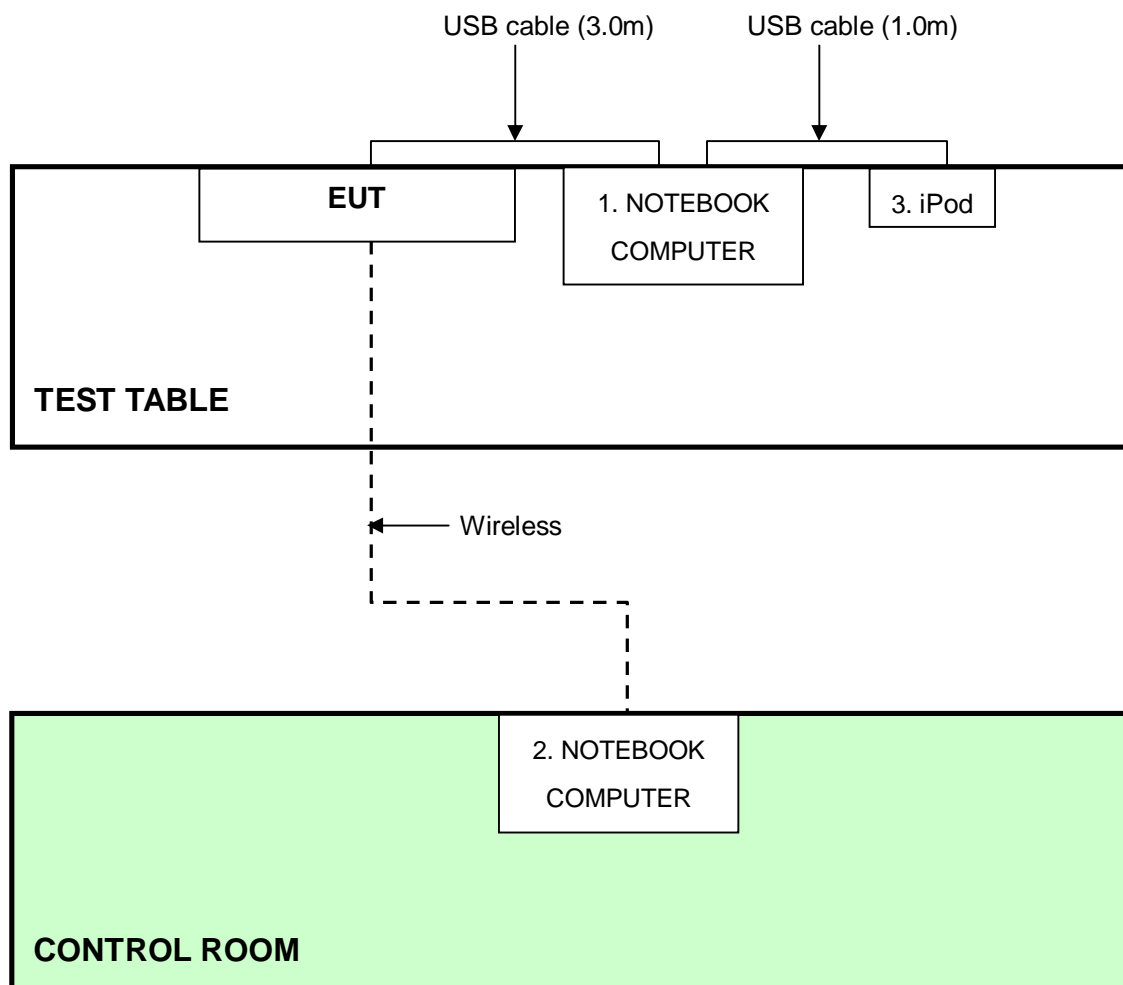 USB cable (3.0m)
USB cable (1.0m)
EUT
1. NOTEBOOK
COMPUTER
3. iPod
TEST TABLE
Wireless
2. NOTEBOOK
COMPUTER
CONTROL ROOM